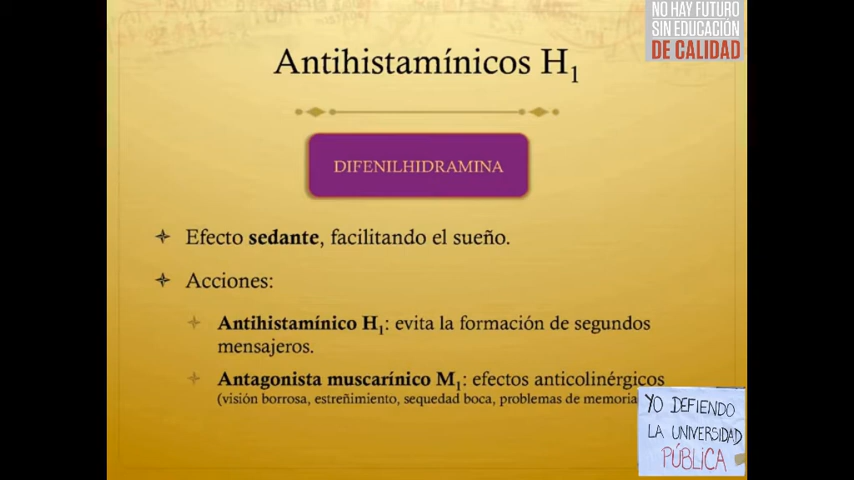 NO HAY FUTURO
SIN EDUCACIÓN
DE CALIDAD
Antihistamínicos H1
DIFENILHIDRAMINA
Efecto sedante, facilitando el sueño.
Acciones:
Antihistamínico H1: evita la formación de segundos
mensajeros.
Antagonista muscarínico M1: efectos anticolinérgicos
(visión borrosa, estreñimiento, sequedad boca, problemas de memoria
YO DEFIENDO
LA UNIVERSIDAD
PÚBLICA